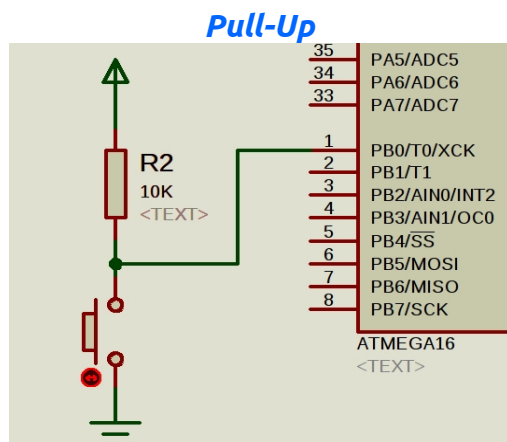 Pull-Up
35 PA5/ADC5
34 PA6/ADC6
33 PA7/ADC7
1 PB0/T0/XCK
2 PB1/T1
3 PB2/AIN0/INT2
4 PB3/AIN1/OC0
5 PB4/SS
6 PB5/MOSI
7 PB6/MISO
8 PB7/SCK
ATMEGA16
<TEXT>
R2
10K
<TEXT>